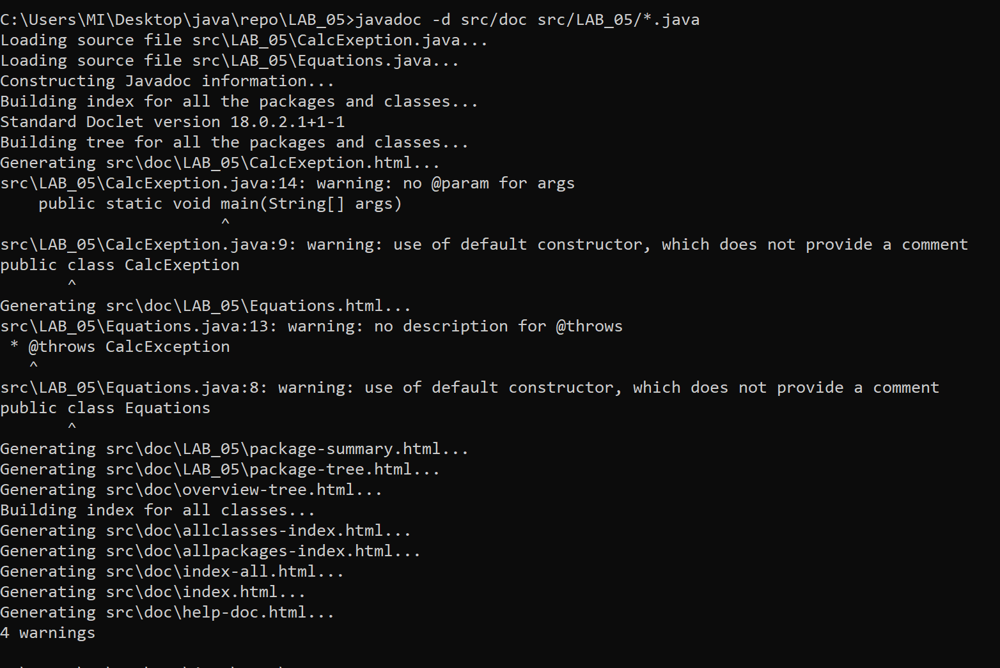 C:\Users\MI\Desktop\java\repo\LAB_05>javadoc -d src/doc src/LAB_05/*.java
Loading source file src\LAB_05\CalcExeption.java...
Loading source file src\LAB_05\Equations.java...
Constructing Javadoc information...
Building index for all the packages and classes...
Standard Doclet version 18.0.2.1+1-1
Building tree for all the packages and classes...
Generating src\doc\LAB_05\CalcExeption.html...
src\LAB_05\CalcExeption.java:14: warning: no @param for args
    public static void main(String[] args)
                       ^
src\LAB_05\CalcExeption.java:9: warning: use of default constructor, which does not provide a comment
public class CalcExeption
       ^
Generating src\doc\LAB_05\Equations.html...
src\LAB_05\Equations.java:13: warning: no description for @throws
 * @throws CalcException
   ^
src\LAB_05\Equations.java:8: warning: use of default constructor, which does not provide a comment
public class Equations
       ^
Generating src\doc\LAB_05\package-summary.html...
Generating src\doc\LAB_05\package-tree.html...
Generating src\doc\overview-tree.html...
Building index for all classes...
Generating src\doc\allclasses-index.html...
Generating src\doc\allpackages-index.html...
Generating src\doc\index-all.html...
Generating src\doc\index.html...
Generating src\doc\help-doc.html...
4 warnings